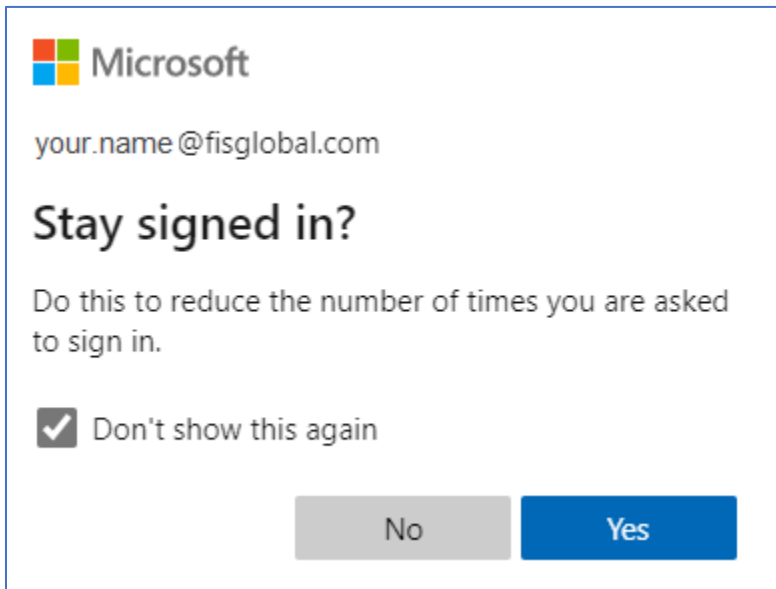 Microsoft
your.name@fisglobal.com
Stay signed in?
Do this to reduce the number of times you are asked
to sign in.
Don't show this again
No
Yes